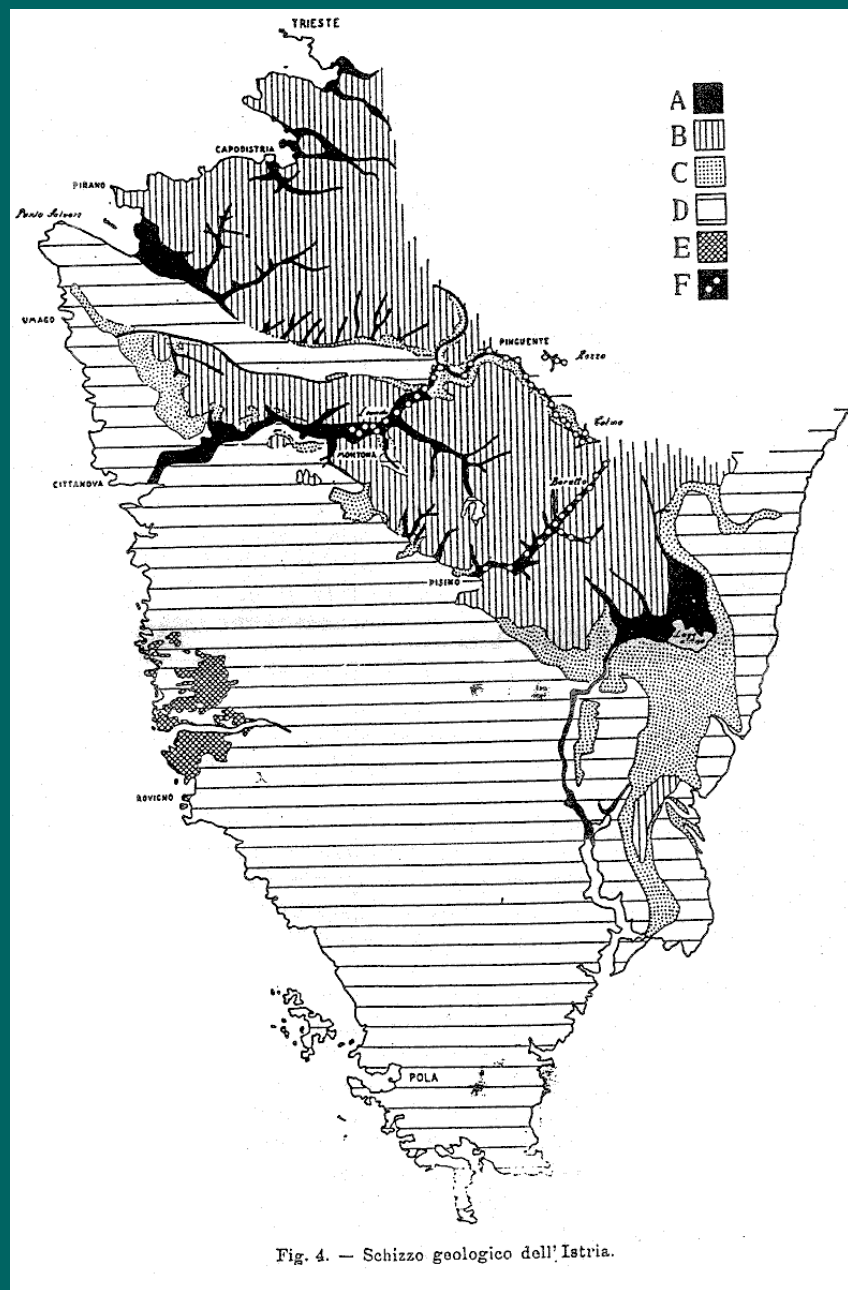 TRIESTE
A
B
CAPODISTRIA
C
PIRANO
D
Punta Salvore
E
UMAGO
F
PINGUENTE
Rozzo
Colmo
MONTONA
CITTANOVA
PISINO
ROVIGNO
POLA
Fig. 4. — Schizzo geologico dell' Istria.